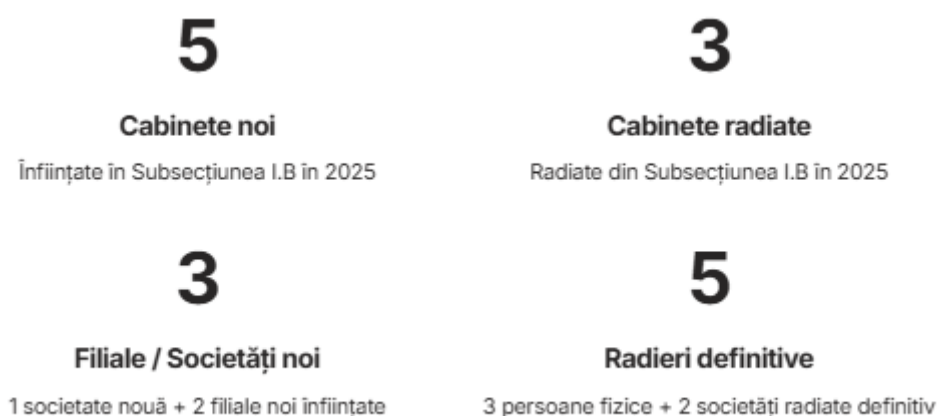 5
Cabinete noi
Înființate în Subsecțiunea I.B în 2025
3
Cabinete radiate
Radiate din Subsecțiunea I.B în 2025
3
Filiale / Societăți noi
1 societate nouă + 2 filiale noi înființate
5
Radieri definitive
3 persoane fizice + 2 societăți radiate definitiv